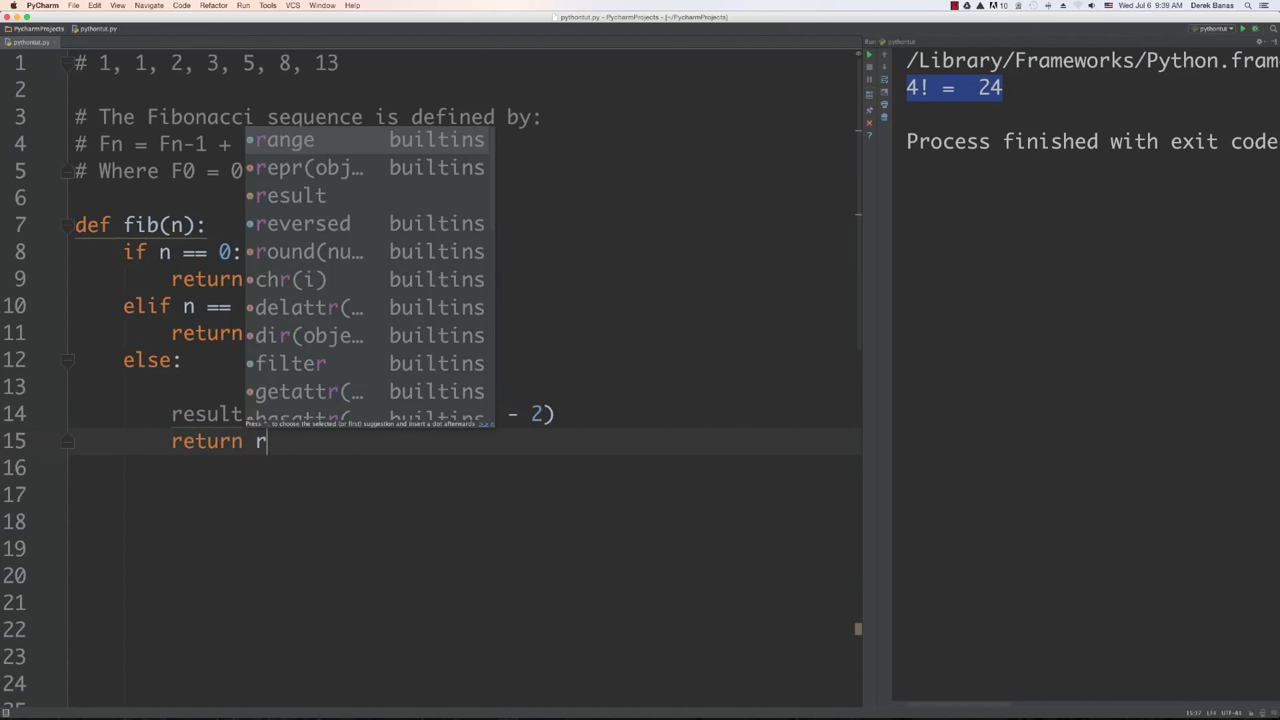 PyCharm File Edit View Navigate Code Refactor Run Tools VCS Window Help
10 Wed Jul 6 9:39 AM Derek Banas
pythontut.py - PyCharmProjects - [~/PycharmProjects]
PycharmProjects pythontut.py
pythontut
pythontut.py
Run pythontut
1 # 1, 1, 2, 3, 5, 8, 13
2
3 # The Fibonacci sequence is defined by:
4 # Fn = Fn-1 +
5 # Where F0 = 0
6
7 def fib(n):
8 if n == 0:
9 return
10 elif n ==
11 return
12 else:
13
14 result - 2)
15 return r
16
17
18
19
20
21
22
23
24
range builtins
repr(obj… builtins
result
reversed builtins
round(nu… builtins
chr(i) builtins
delattr(… builtins
dir(obje… builtins
filter builtins
getattr(… builtins
hasattr(… builtins
Press ^. to choose the selected (or first) suggestion and insert a dot afterwards >>
/Library/Frameworks/Python.fram
4! = 24
Process finished with exit code
15:17 LF÷ UTF-8÷